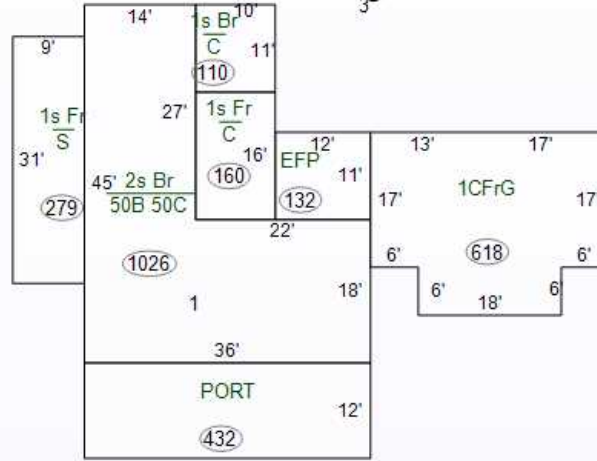 3
14'
1s Br
10'
C
11'
110
9'
1s Fr
S
31'
279
27'
1s Fr
C
16'
160
12'
EFP
11'
132
13'
17'
1CFrG
17'
17'
618
6'
6'
6'
6'
18'
45'
2s Br
50B 50C
22'
1026
1
18'
36'
PORT
12'
432